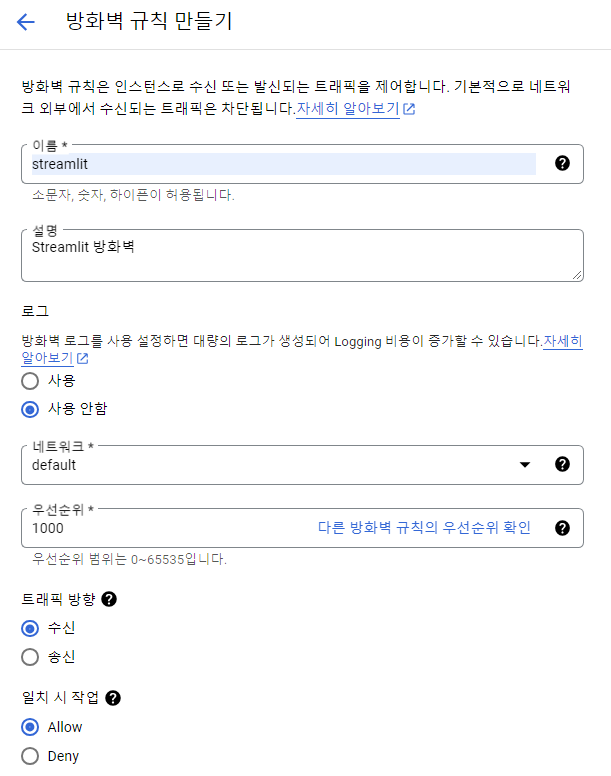 방화벽 규칙 만들기
방화벽 규칙은 인스턴스로 수신 또는 발신되는 트래픽을 제어합니다. 기본적으로 네트워
크 외부에서 수신되는 트래픽은 차단됩니다.자세히 알아보기
이름 *
streamlit
소문자, 숫자, 하이픈이 허용됩니다.
설명
Streamlit 방화벽
로그
방화벽 로그를 사용 설정하면 대량의 로그가 생성되어 Logging 비용이 증가할 수 있습니다.자세히
알아보기
사용
사용 안함
네트워크 *
default
우선순위 *
1000 다른 방화벽 규칙의 우선순위 확인
우선순위 범위는 0~65535입니다.
트래픽 방향
수신
송신
일치 시 작업
Allow
Deny